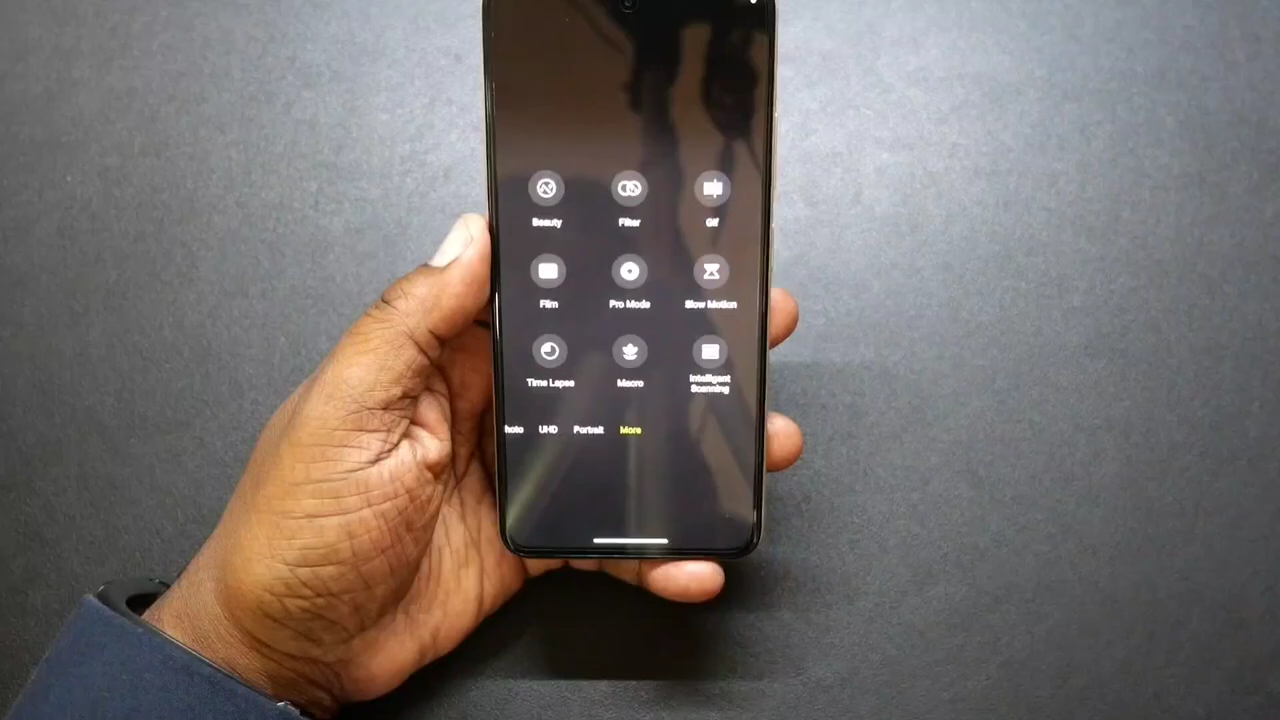 Beauty Filter Gif
Film Pro Mode Slow Motion
Time Lapse Macro Intelligent
Scanning
hoto UHD Portrait More